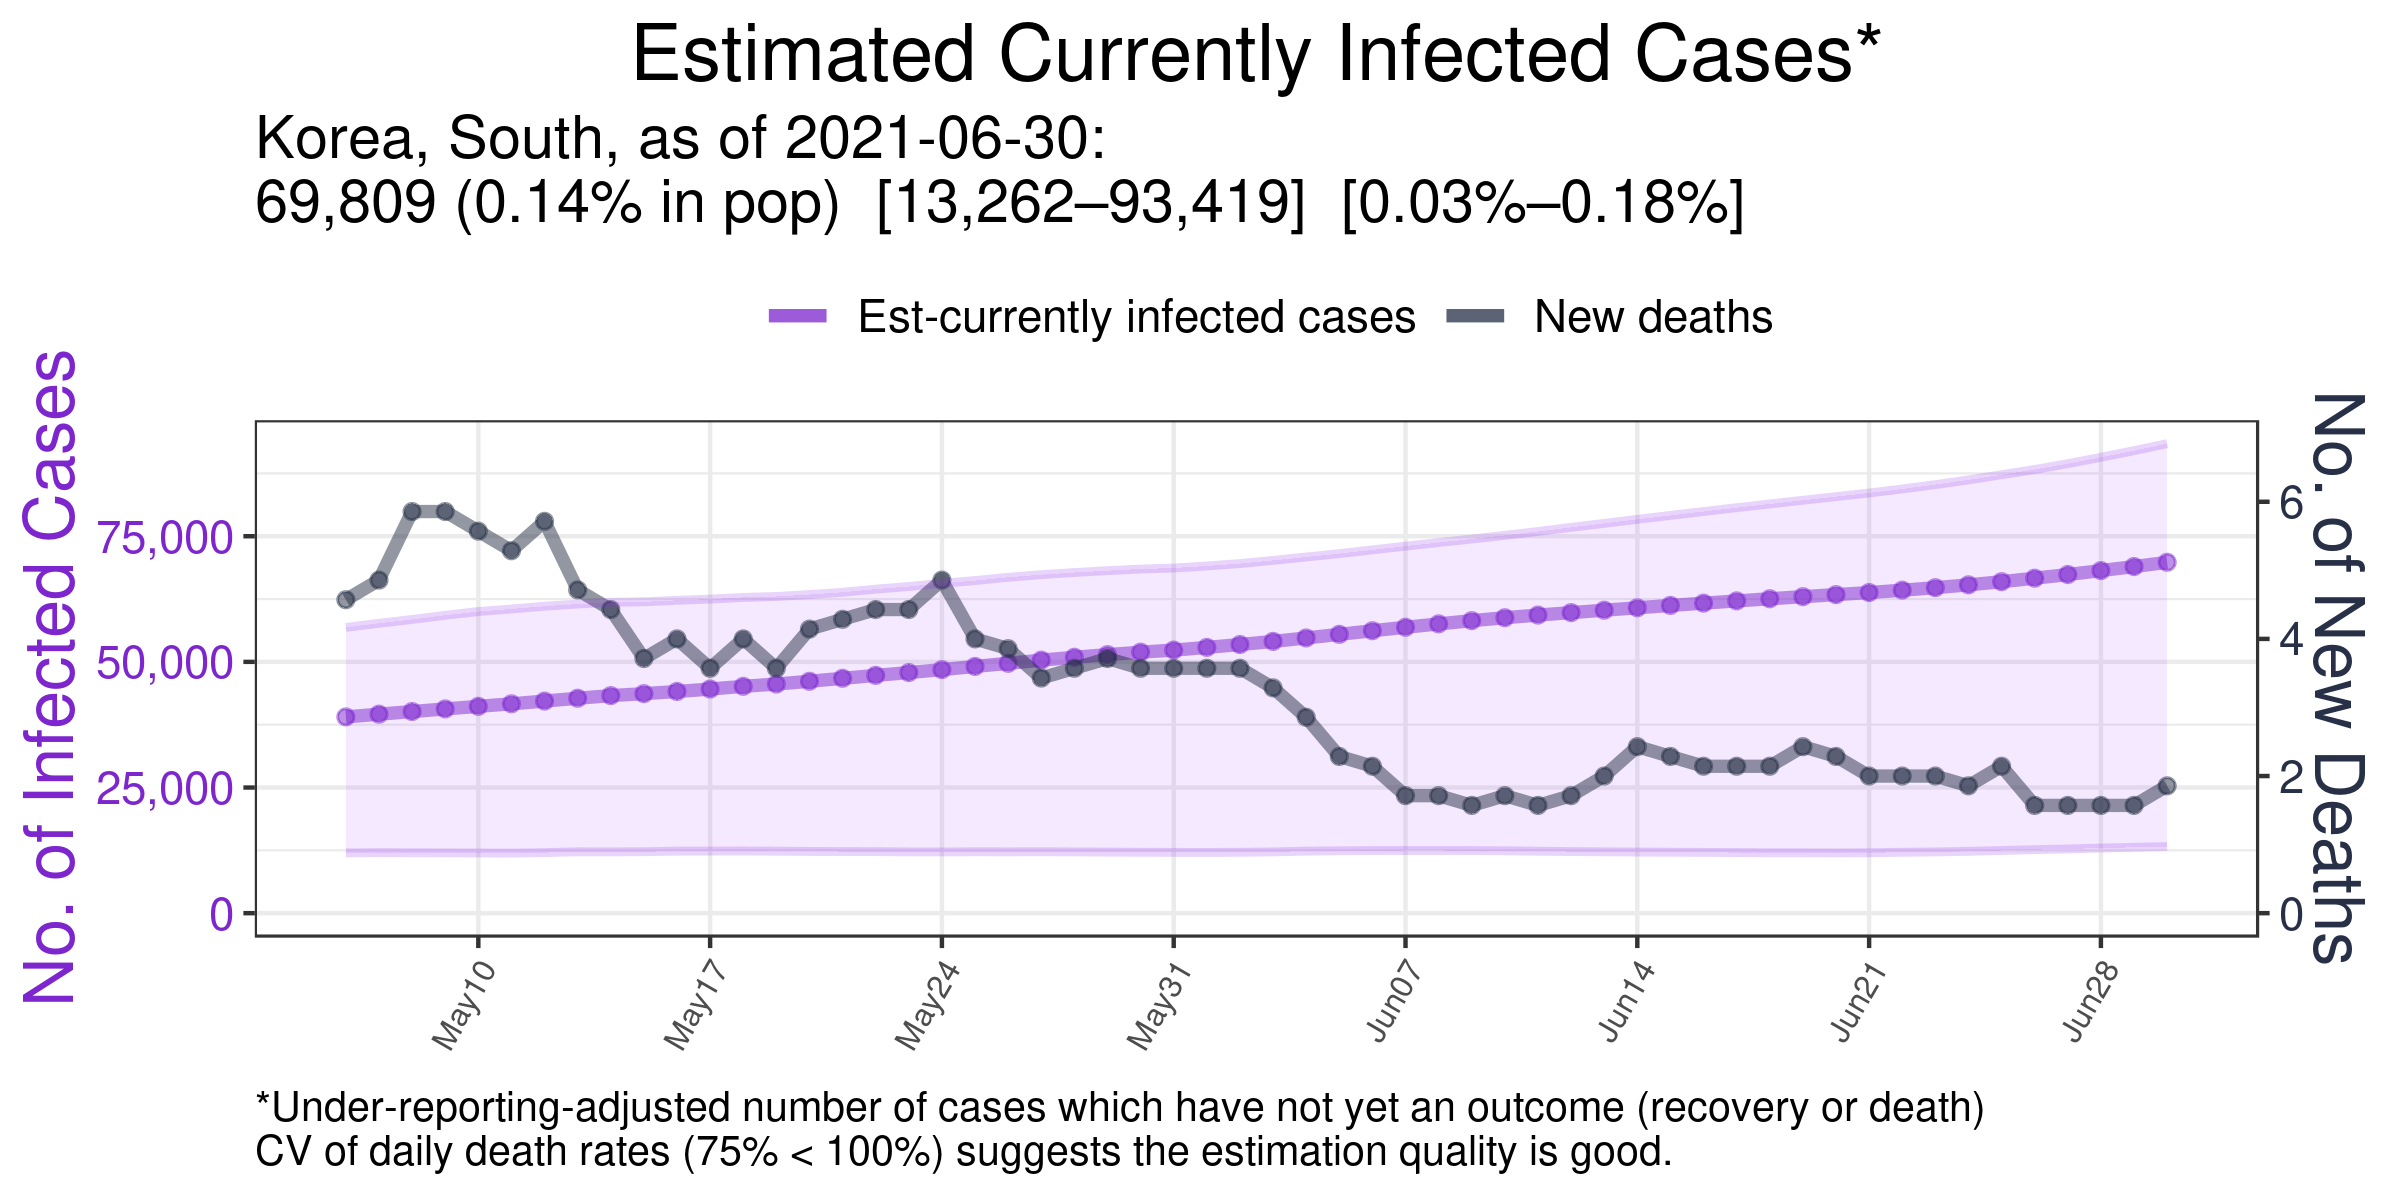 Estimated Currently Infected Cases*
Korea, South, as of 2021-06-30:
69,809 (0.14% in pop)  [13,262–93,419]  [0.03%–0.18%]
Est-currently infected cases
New deaths
No. of Infected Cases
75,000
50,000
25,000
0
6
4
2
0
No. of New Deaths
May10
May17
May24
May31
Jun07
Jun14
Jun21
Jun28
*Under-reporting-adjusted number of cases which have not yet an outcome (recovery or death)
CV of daily death rates (75% < 100%) suggests the estimation quality is good.